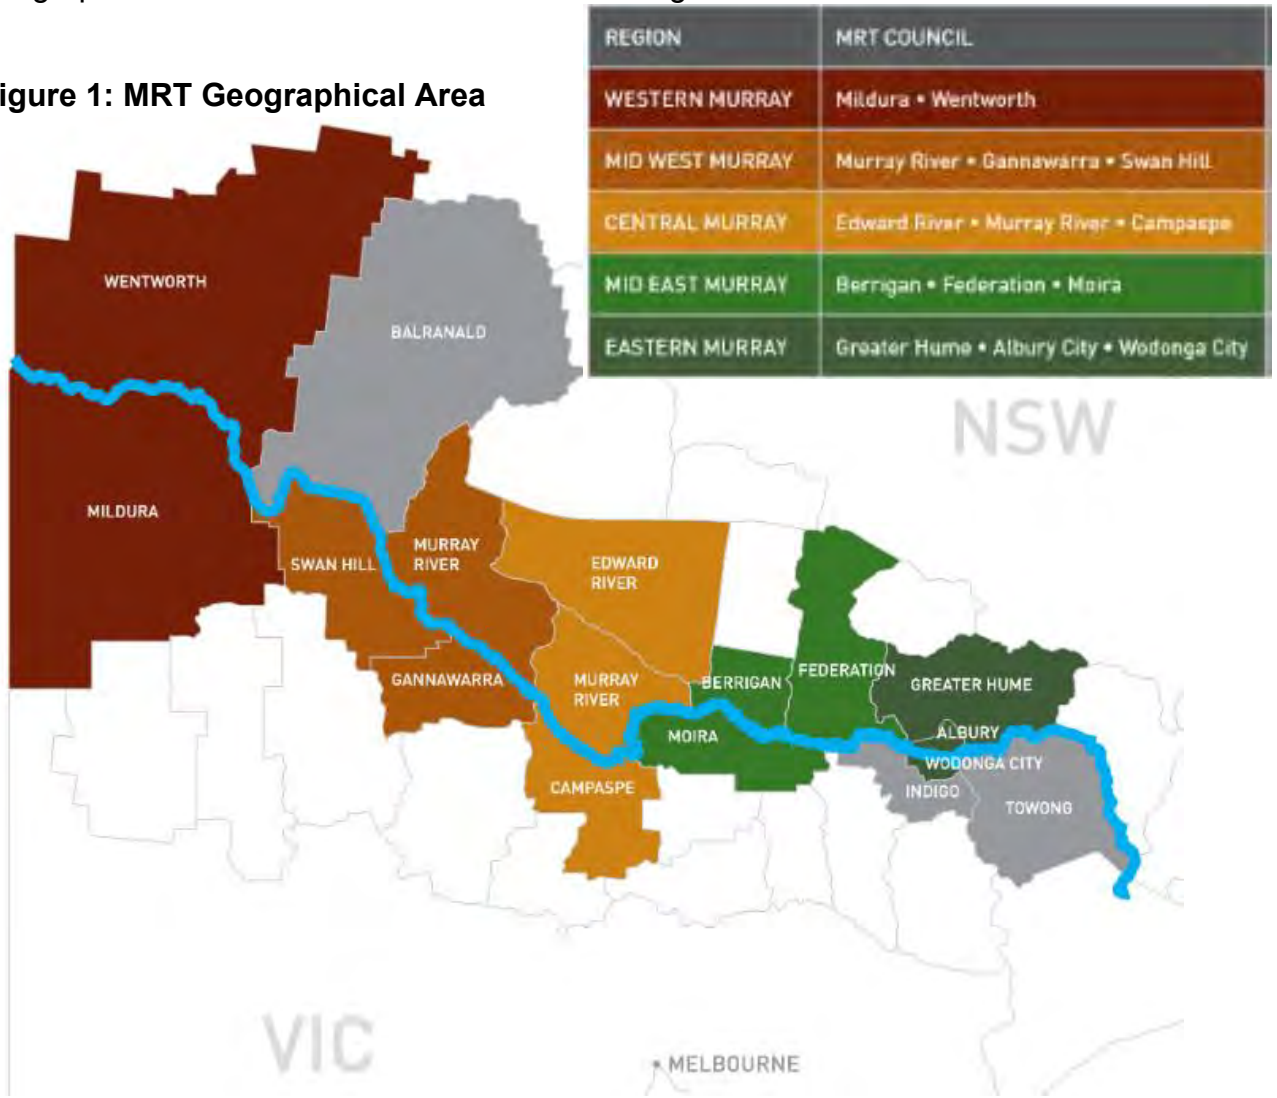 igure 1: MRT Geographical Area
REGION MRT COUNCIL
WESTERN MURRAY Mildura • Wentworth
MID WEST MURRAY Murray River • Gannawarra • Swan Hill
CENTRAL MURRAY Edward River • Murray River • Campaspe
MID EAST MURRAY Berrigan • Federation • Moira
EASTERN MURRAY Greater Hume • Albury City • Wodonga City
WENTWORTH
BALRANALD
NSW
MILDURA
SWAN HILL
MURRAY
RIVER
EDWARD
RIVER
GANNAWARRA
MURRAY
RIVER
BERRIGAN
FEDERATION
GREATER HUME
MOIRA
ALBURY
WODONGA CITY
CAMPASPE
INDIGO
TOWONG
VIC
MELBOURNE